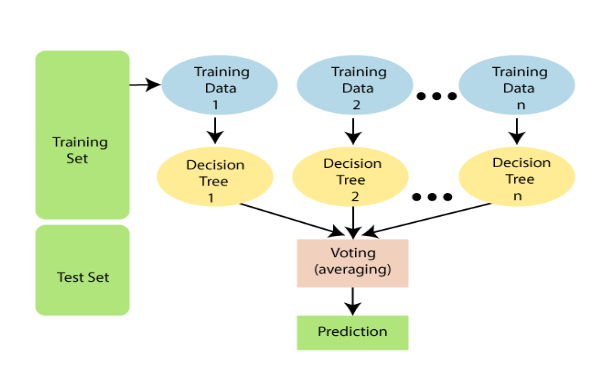 Training
Set
Test Set
Training
Data
1
Training
Data
2
Training
Data
n
Decision
Tree
1
Decision
Tree
2
Decision
Tree
n
Voting
(averaging)
Prediction